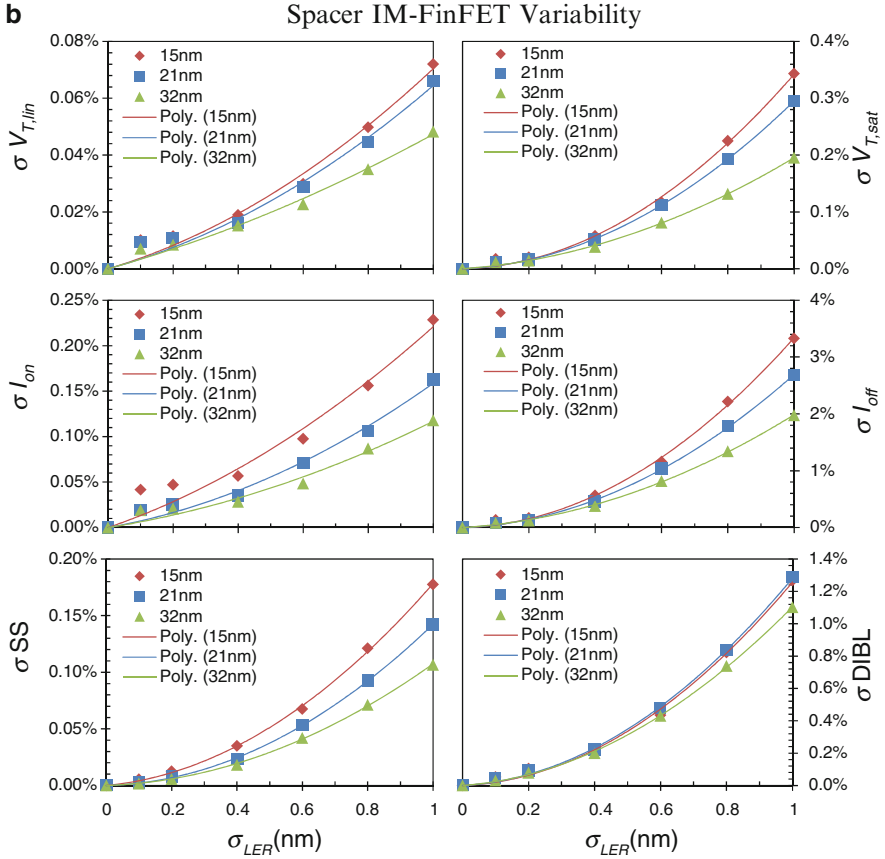 b Spacer IM-FinFET Variability
0.08%
0.06%
0.04%
0.02%
0.00%
σ V_T,lin
15nm
21nm
32nm
Poly. (15nm)
Poly. (21nm)
Poly. (32nm)
15nm
21nm
32nm
Poly. (15nm)
Poly. (21nm)
Poly. (32nm)
0.4%
0.3%
0.2%
0.1%
0%
σ V_T,sat
0.25%
0.20%
0.15%
0.10%
0.05%
0.00%
σ I_on
15nm
21nm
32nm
Poly. (15nm)
Poly. (21nm)
Poly. (32nm)
15nm
21nm
32nm
Poly. (15nm)
Poly. (21nm)
Poly. (32nm)
4%
3%
2%
1%
0%
σ I_off
0.20%
0.15%
0.10%
0.05%
0.00%
σ SS
15nm
21nm
32nm
Poly. (15nm)
Poly. (21nm)
Poly. (32nm)
15nm
21nm
32nm
Poly. (15nm)
Poly. (21nm)
Poly. (32nm)
1.4%
1.2%
1.0%
0.8%
0.6%
0.4%
0.2%
0.0%
σ DIBL
0 0.2 0.4 0.6 0.8 1
0 0.2 0.4 0.6 0.8 1
σ_LER(nm)
σ_LER(nm)